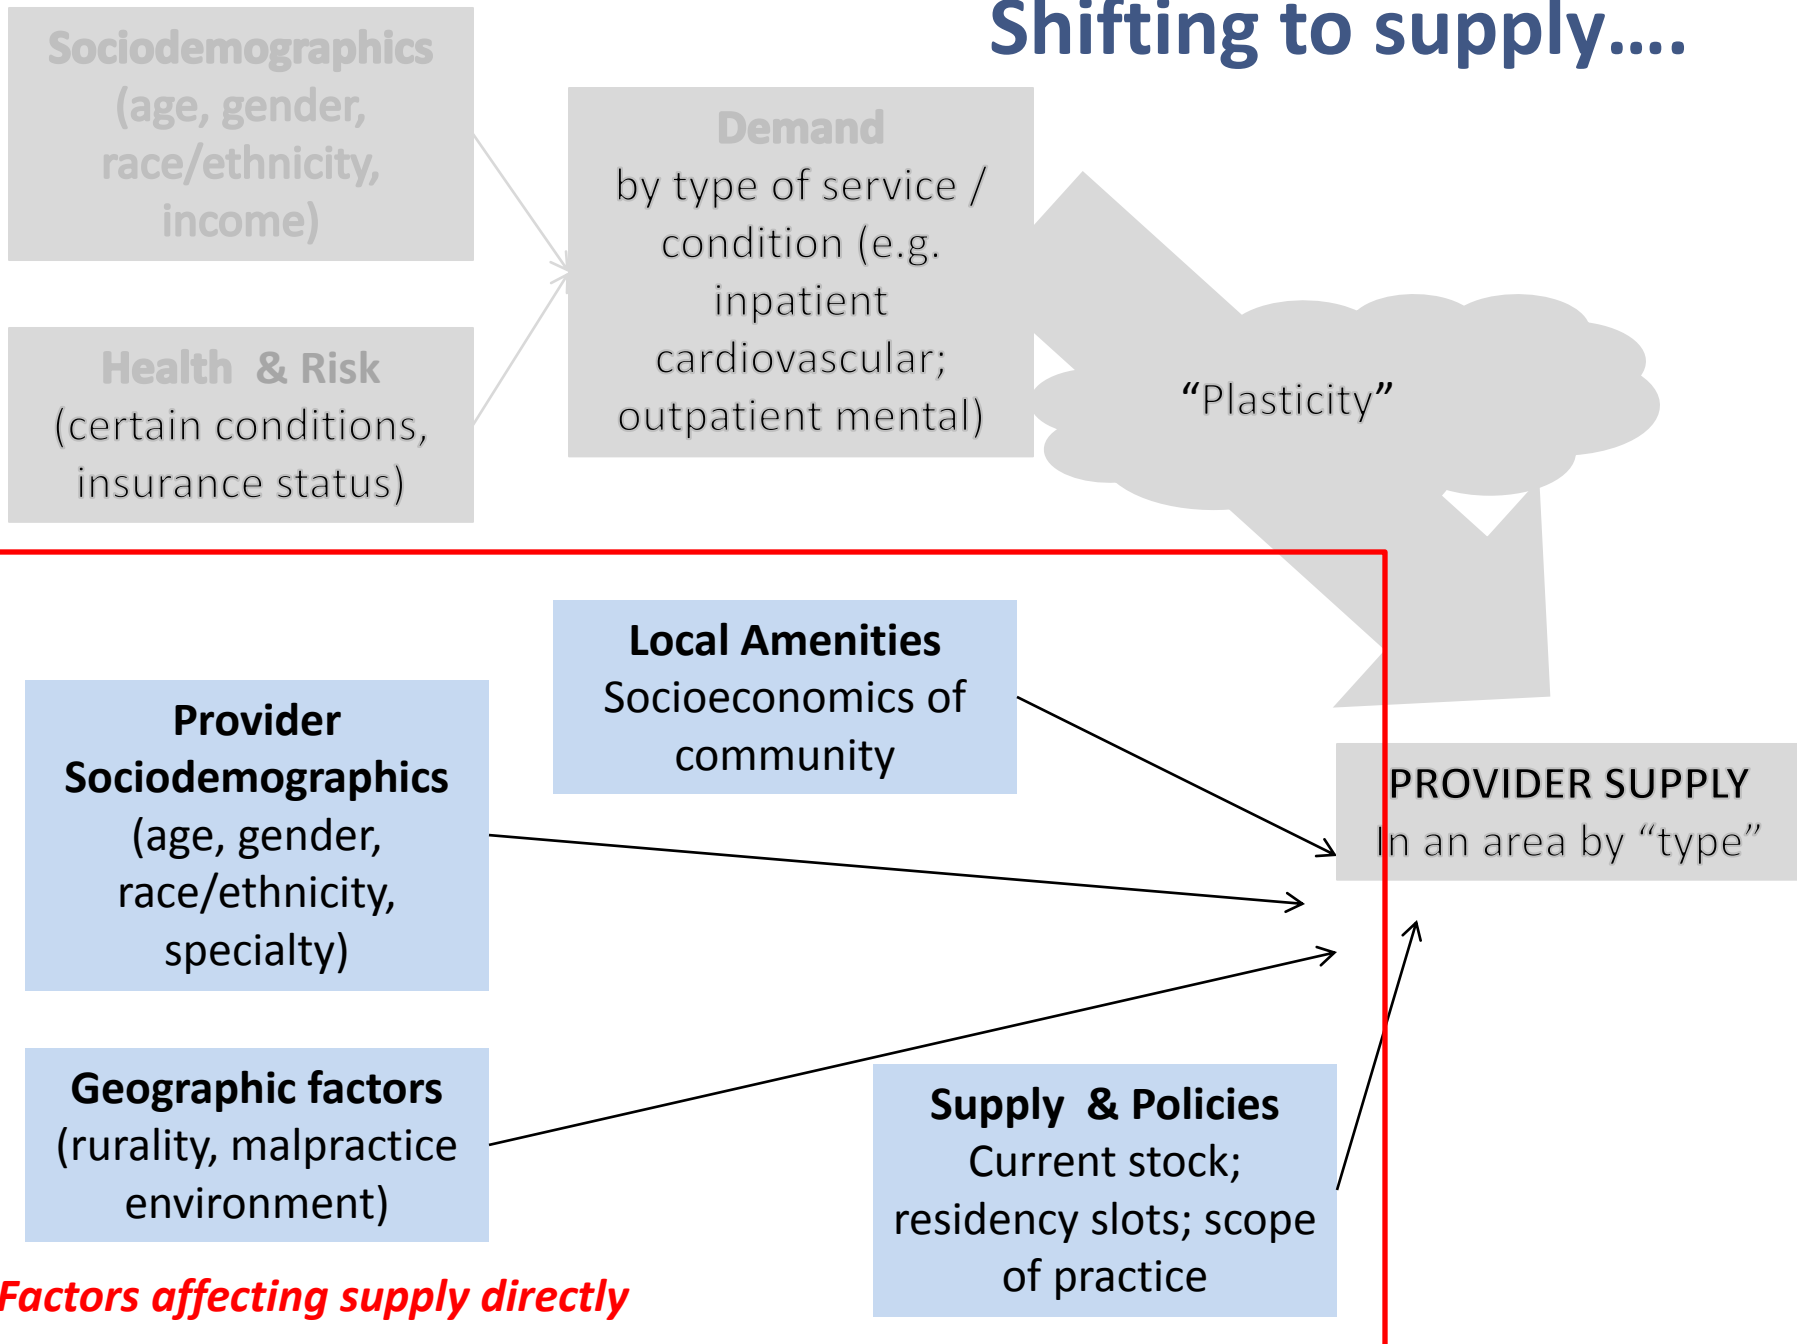 Shifting to supply....
Sociodemographics
(age, gender,
race/ethnicity,
income)
Demand
by type of service /
condition (e.g.
inpatient
cardiovascular;
outpatient mental)
Health & Risk
(certain conditions,
insurance status)
“Plasticity”
Local Amenities
Socioeconomics of
community
Provider
Sociodemographics
(age, gender,
race/ethnicity,
specialty)
PROVIDER SUPPLY
In an area by “type”
Geographic factors
(rurality, malpractice
environment)
Supply & Policies
Current stock;
residency slots; scope
of practice
Factors affecting supply directly